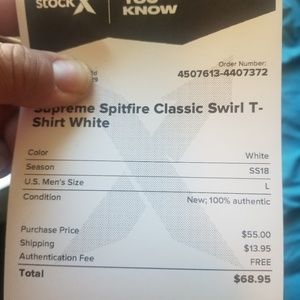 STOCKX
YOU
KNOW
Order Number:
4507613-4407372
Supreme Spitfire Classic Swirl T-
Shirt White
Color White
Season SS18
U.S. Men's Size L
Condition New; 100% authentic
Purchase Price $55.00
Shipping $13.95
Authentication Fee FREE
Total $68.95